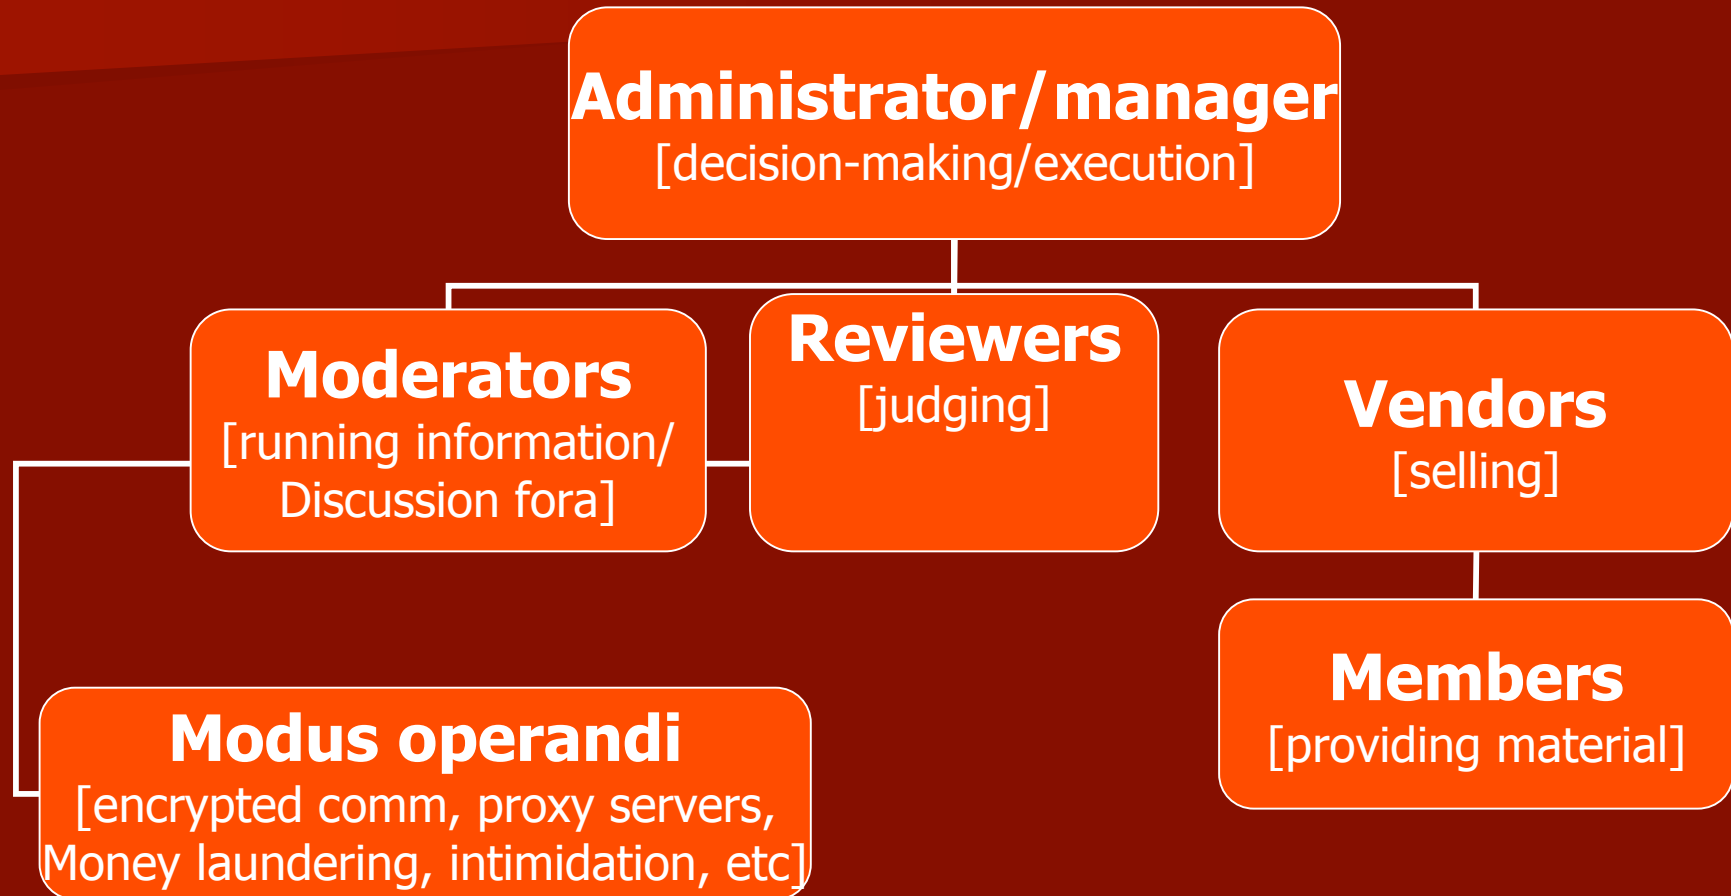 Administrator/manager
[decision-making/execution]
Moderators
[running information/
Discussion fora]
Reviewers
[judging]
Vendors
[selling]
Members
[providing material]
Modus operandi
[encrypted comm, proxy servers,
Money laundering, intimidation, etc]